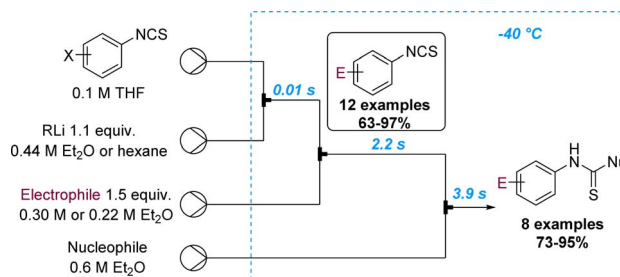 X
NCS
0.1 M THF
RLi 1.1 equiv.
0.44 M Et₂O or hexane
Electrophile 1.5 equiv.
0.30 M or 0.22 M Et₂O
Nucleophile
0.6 M Et₂O
-40 °C
0.01 s
E
NCS
12 examples
63-97%
2.2 s
3.9 s
E
H
N
S
8 examples
73-95%